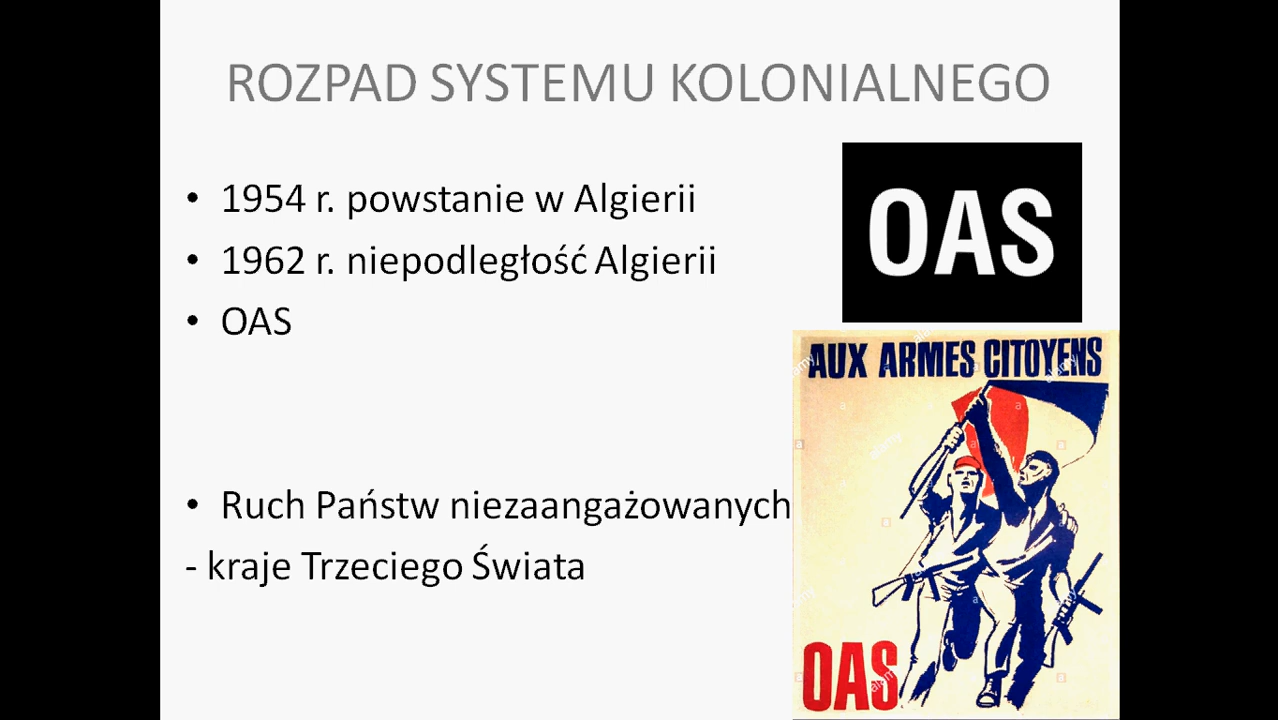 ROZPAD SYSTEMU KOLONIALNEGO
• 1954 r. powstanie w Algierii
• 1962 r. niepodległość Algierii
• OAS
• Ruch Państw niezaangażowanych
- kraje Trzeciego Świata
OAS
AUX ARMES CITOYENS
OAS